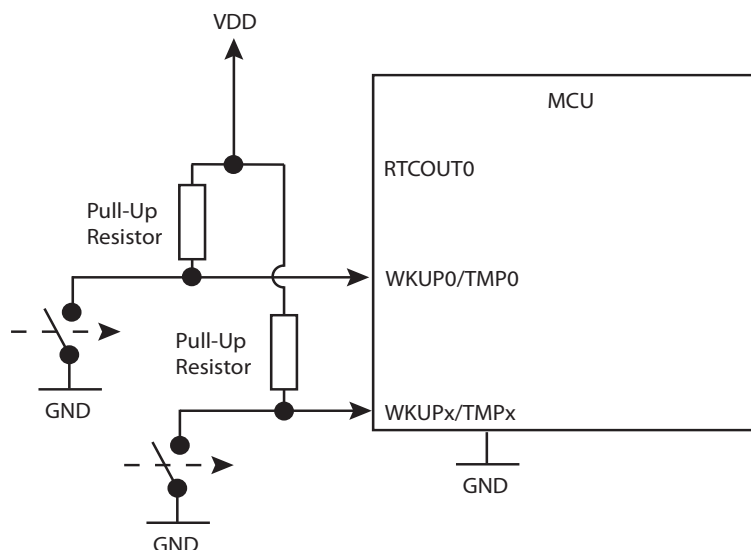 VDD
MCU
RTCOUT0
Pull-Up
Resistor
WKUP0/TMP0
Pull-Up
Resistor
GND
WKUPx/TMPx
GND
GND